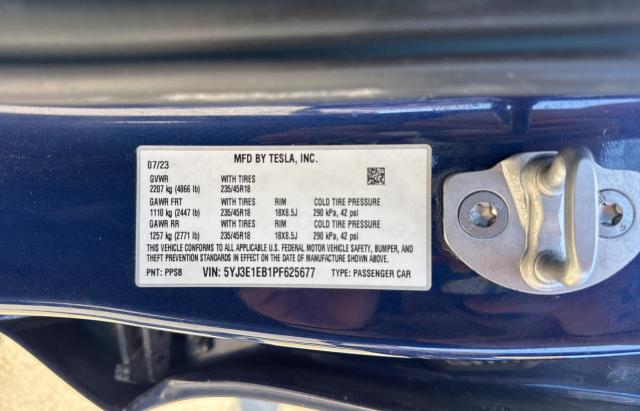 07/23 MFD BY TESLA, INC.
GVWR WITH TIRES
2207 kg (4866 lb) 235/45R18
GAWR FRT WITH TIRES RIM COLD TIRE PRESSURE
1110 kg (2447 lb) 235/45R18 18X8.5J 290 kPa, 42 psi
GAWR RR WITH TIRES RIM COLD TIRE PRESSURE
1257 kg (2771 lb) 235/45R18 18X8.5J 290 kPa, 42 psi
THIS VEHICLE CONFORMS TO ALL APPLICABLE U.S. FEDERAL MOTOR VEHICLE SAFETY, BUMPER, AND
THEFT PREVENTION STANDARDS IN EFFECT ON THE DATE OF MANUFACTURE SHOWN ABOVE.
PNT: PPSB VIN: 5YJ3E1EB1PF625677 TYPE: PASSENGER CAR